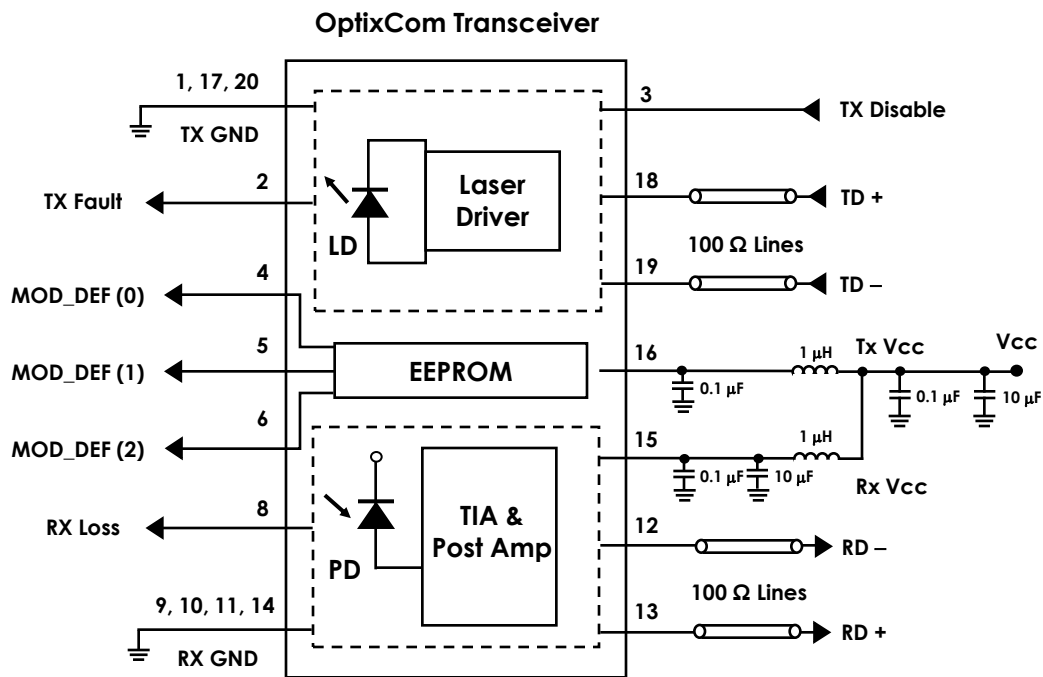 OptixCom Transceiver
1, 17, 20
TX GND
3
TX Disable
2
TX Fault
LD
Laser
Driver
18
TD +
100 Ω Lines
19
TD –
4
MOD_DEF (0)
5
MOD_DEF (1)
6
MOD_DEF (2)
EEPROM
16
0.1 µF
1 µH
Tx Vcc
Vcc
0.1 µF
10 µF
15
0.1 µF
10 µF
1 µH
Rx Vcc
8
RX Loss
PD
TIA &
Post Amp
12
RD –
100 Ω Lines
13
RD +
9, 10, 11, 14
RX GND